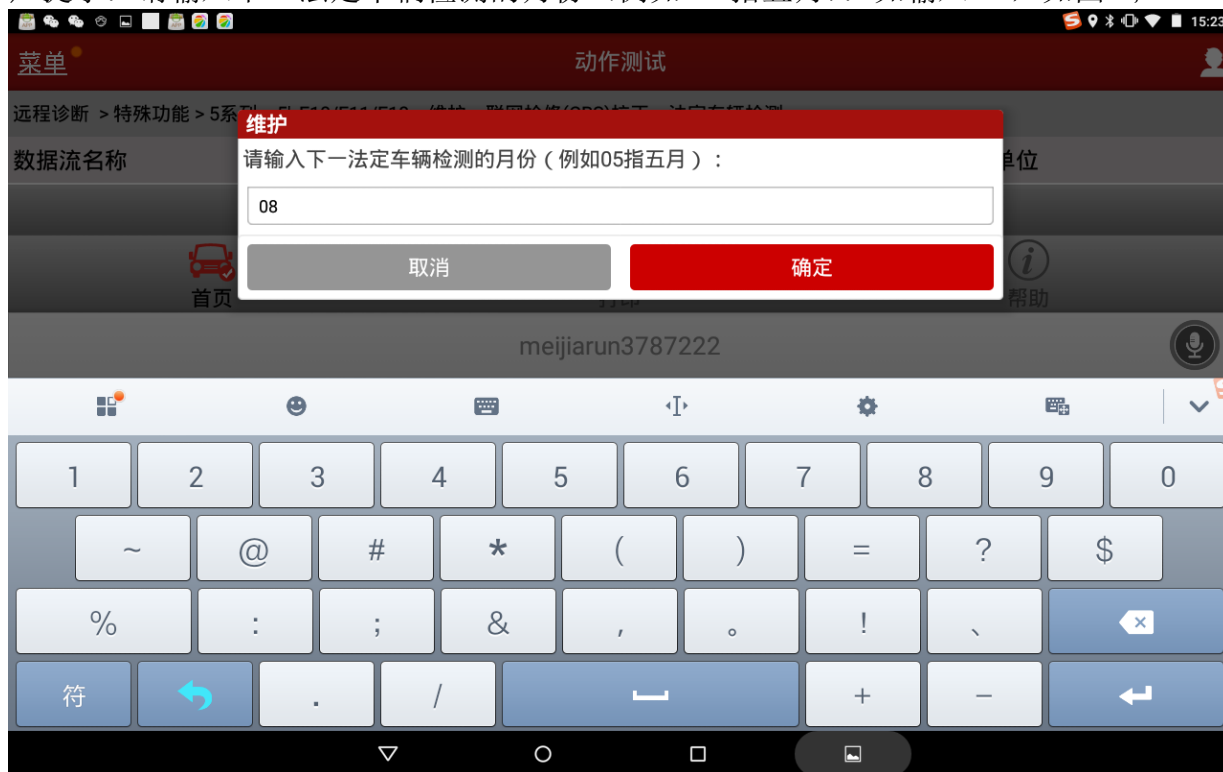 15:23
菜单
动作测试
远程诊断 > 特殊功能 > 5系
维护
数据流名称
请输入下一法定车辆检测的月份（例如05指五月）：
单位
08
取消
确定
首页
打印
帮助
meijiarun3787222
1 2 3 4 5 6 7 8 9 0
~ @ # * ( ) = ? $
% : ; & , 。 ! 、
符 . / + −